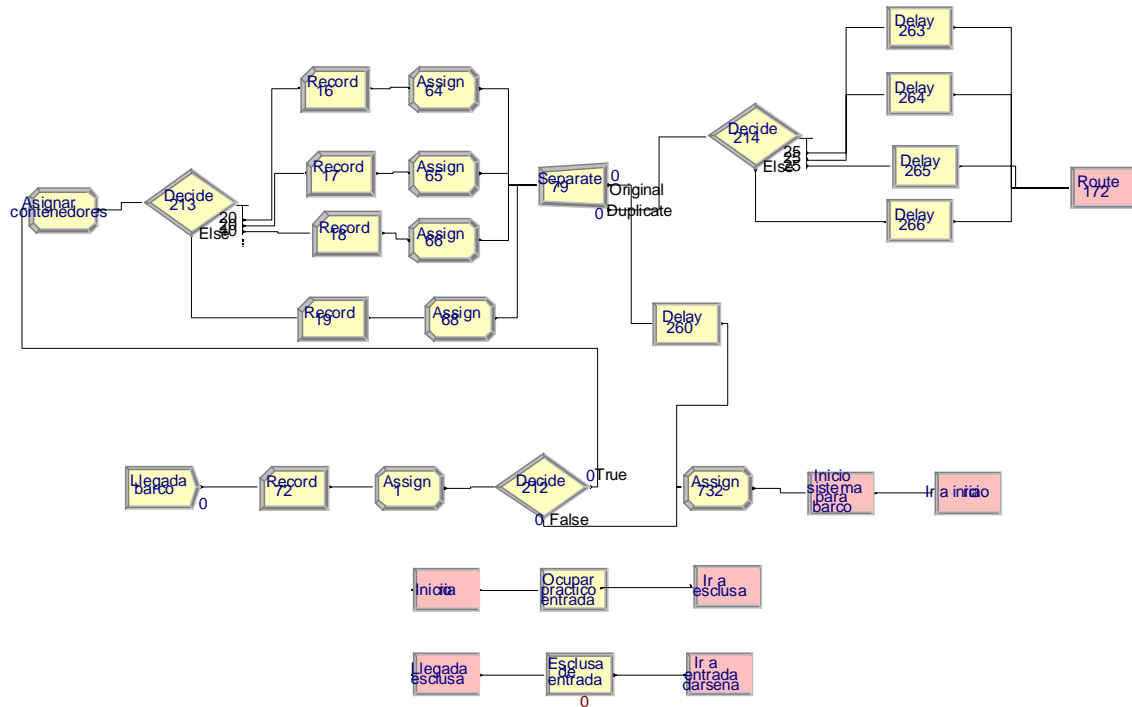 Record
16
Assign
64
Record
17
Assign
65
Asignar
contenedores
Decide
213
20
20
Else
Record
18
Assign
66
Record
19
Assign
68
Separate
79
0
Original
0
Duplicate
Decide
214
25
25
25
Else
Delay
263
Delay
264
Delay
265
Delay
266
Route
172
Delay
260
Llegada
barco
0
Record
72
Assign
1
Decide
212
0
True
0
False
Assign
732
Inicio
sistema
para
barco
Ir a
Ocupar
práctico
entrada
Ir a
esclusa
Llegada
esclusa
Esclusa
de
entrada
0
Ir a
entrada
darsena